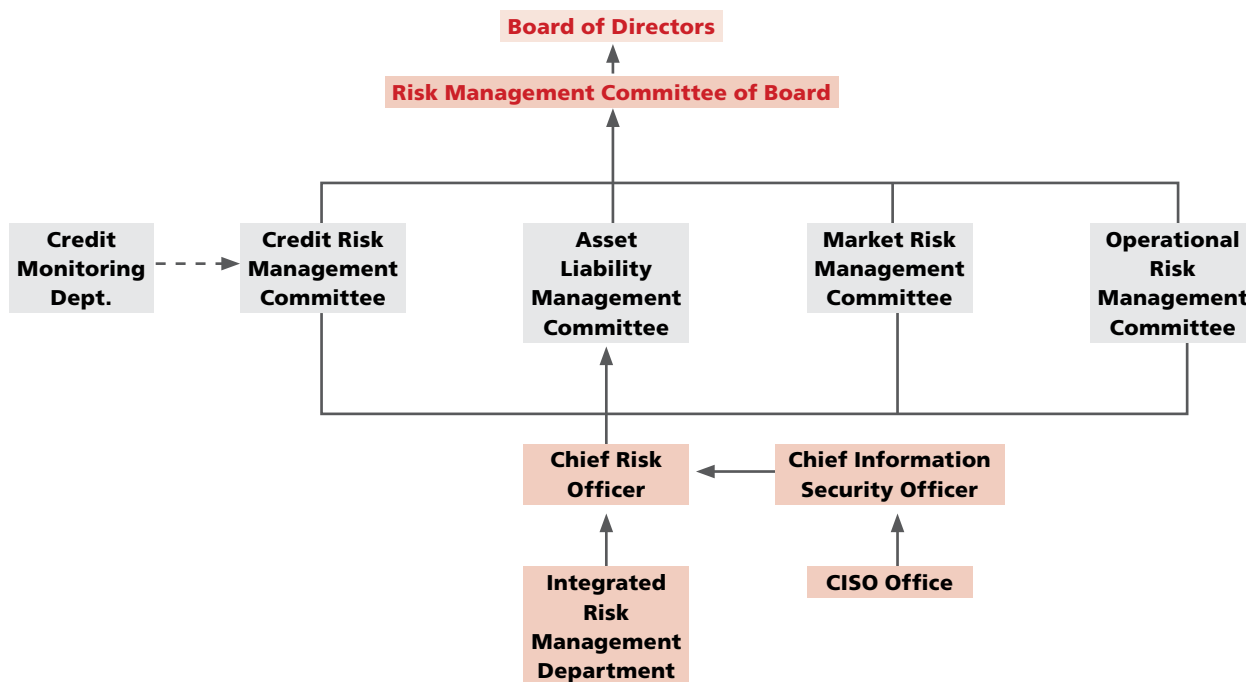 Board of Directors
Risk Management Committee of Board
Credit
Monitoring
Dept.
Credit Risk
Management
Committee
Asset
Liability
Management
Committee
Market Risk
Management
Committee
Operational
Risk
Management
Committee
Chief Risk
Officer
Chief Information
Security Officer
Integrated
Risk
Management
Department
CISO Office